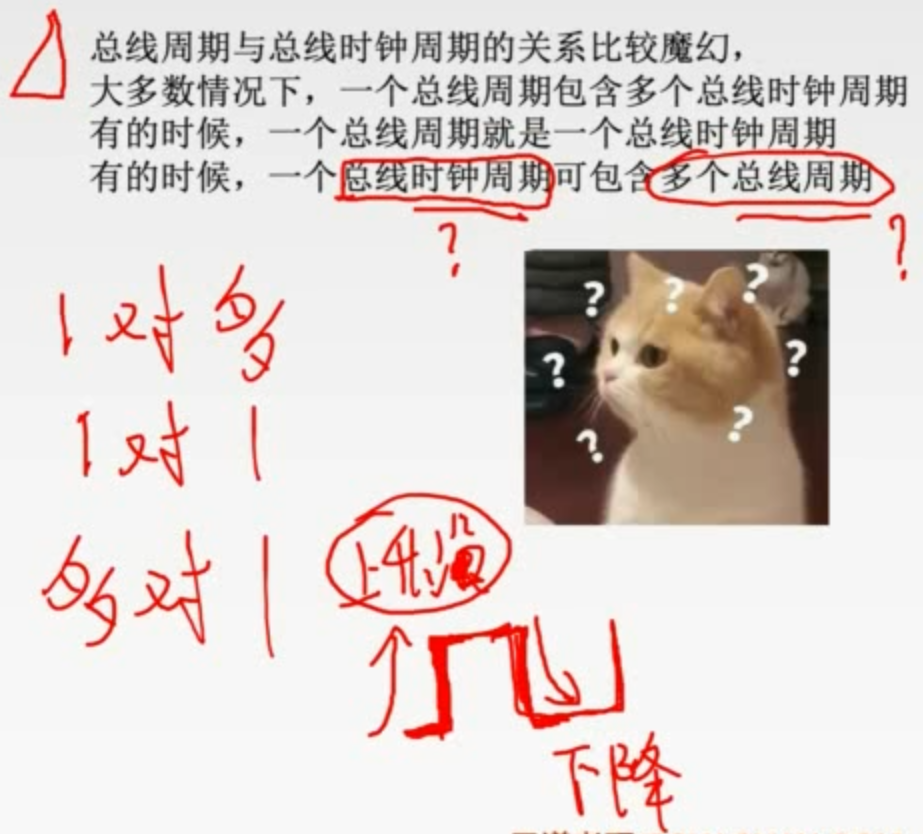 总线周期与总线时钟周期的关系比较魔幻，
大多数情况下，一个总线周期包含多个总线时钟周期
有的时候，一个总线周期就是一个总线时钟周期
有的时候，一个总线时钟周期可包含多个总线周期
? ?
? ? ?
? ?
? ?
1对多
1对1
多对1
上升沿
下降